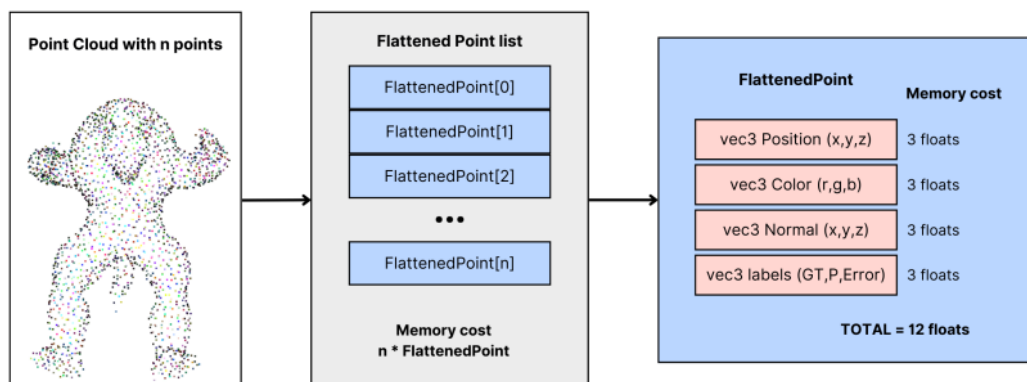 Point Cloud with n points
Flattened Point list
FlattenedPoint[0]
FlattenedPoint[1]
FlattenedPoint[2]
•••
FlattenedPoint[n]
Memory cost
n * FlattenedPoint
FlattenedPoint
Memory cost
vec3 Position (x,y,z) 3 floats
vec3 Color (r,g,b) 3 floats
vec3 Normal (x,y,z) 3 floats
vec3 labels (GT,P,Error) 3 floats
TOTAL = 12 floats